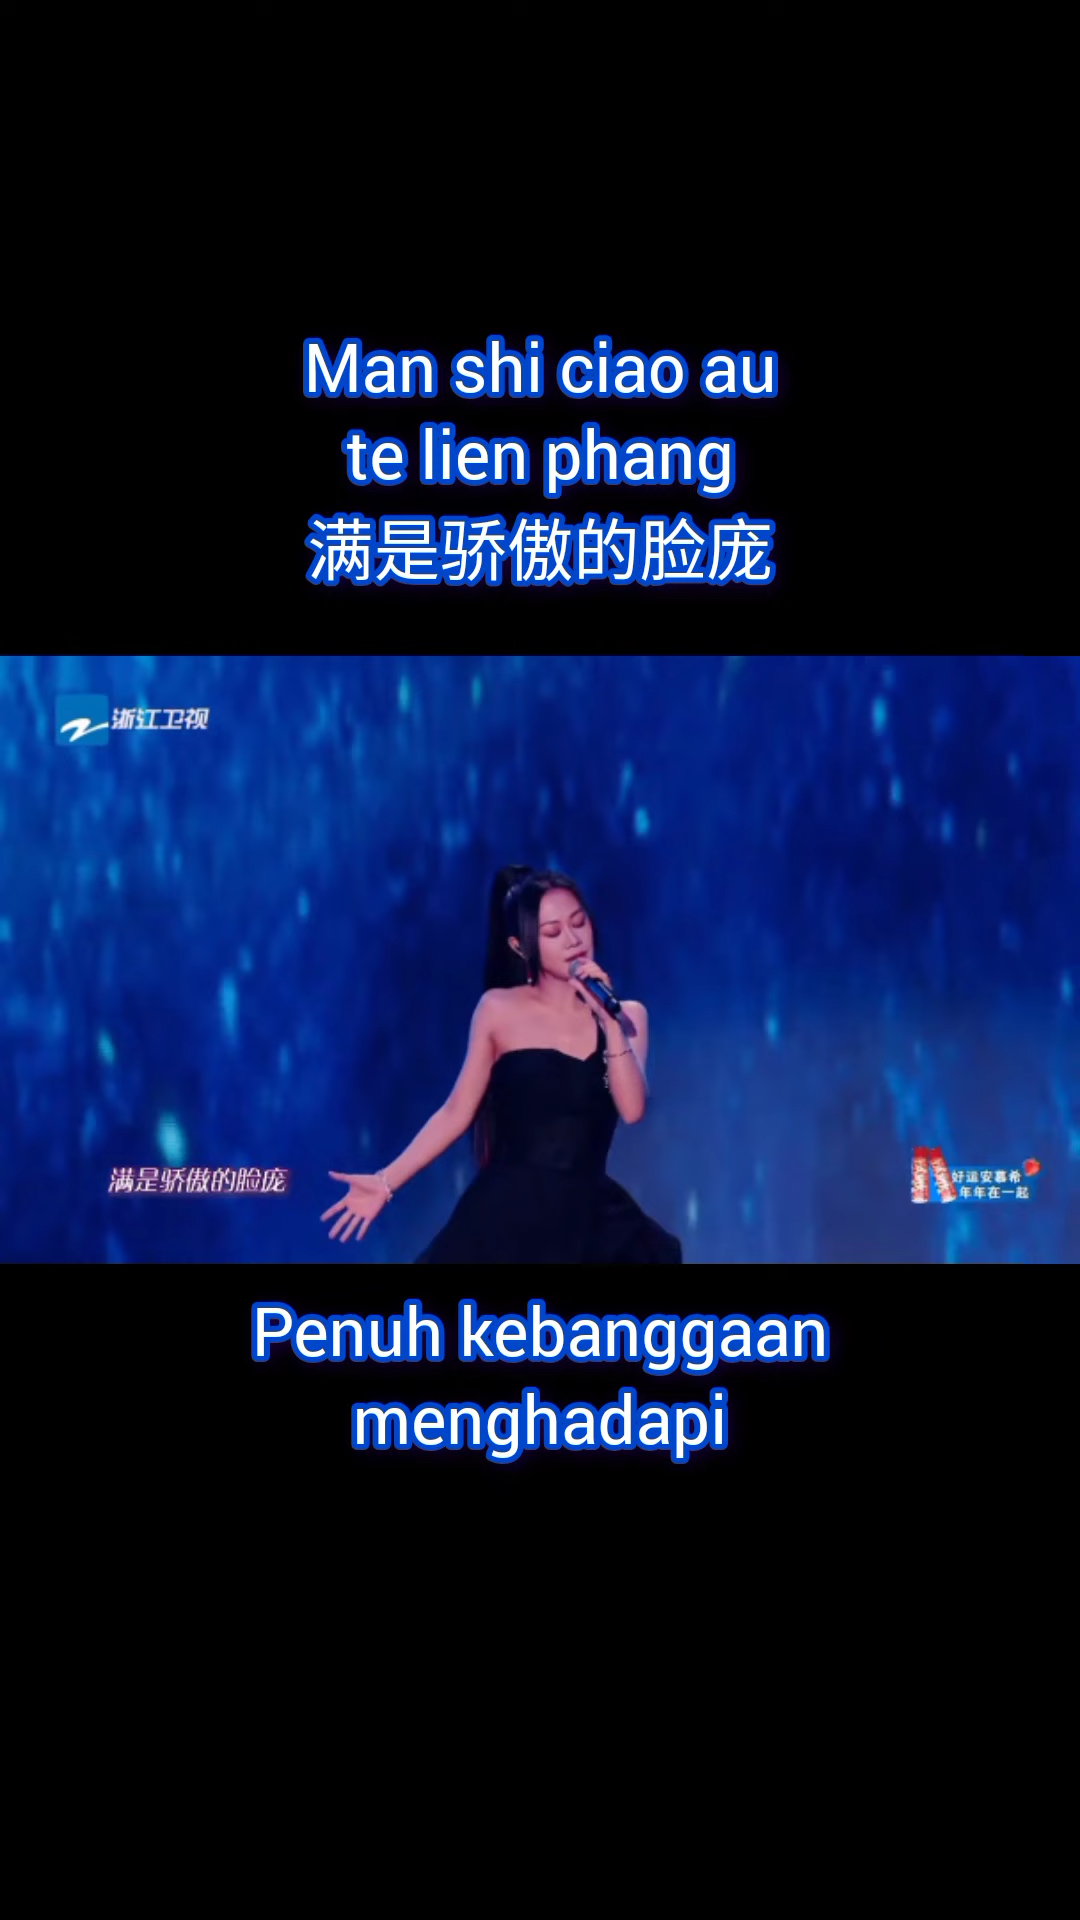 Man shi ciao au
te lien phang
满是骄傲的脸庞
浙江卫视
满是骄傲的脸庞
好运安慕希
年年在一起
Penuh kebanggaan
menghadapi